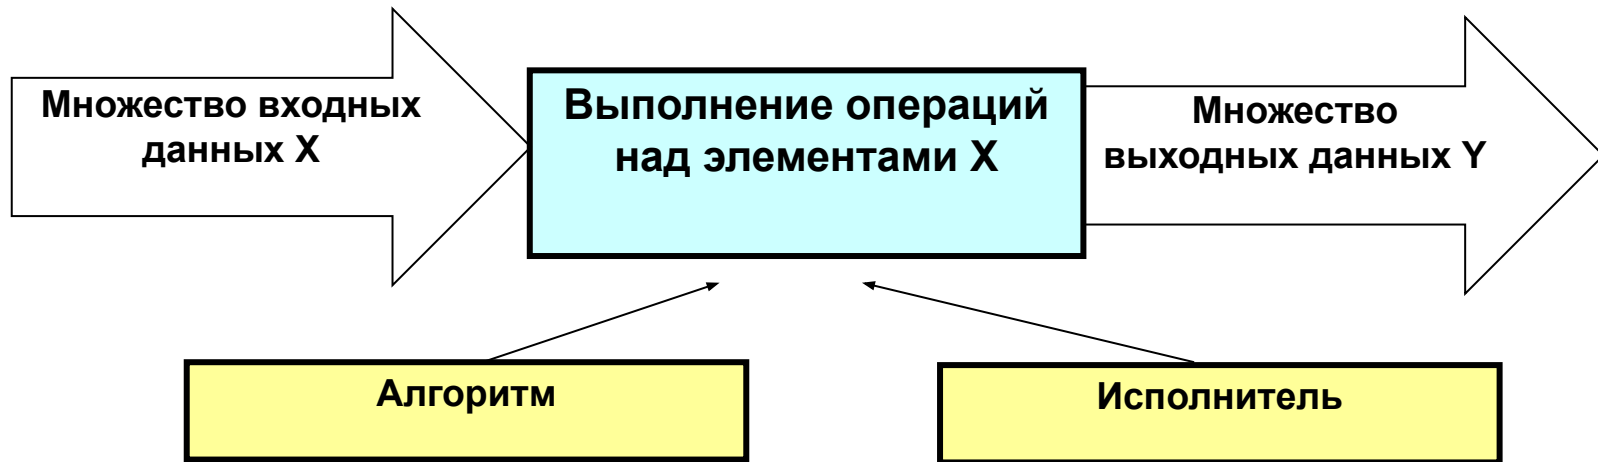 Множество входных
данных X
Выполнение операций
над элементами X
Множество
выходных данных Y
Алгоритм
Исполнитель